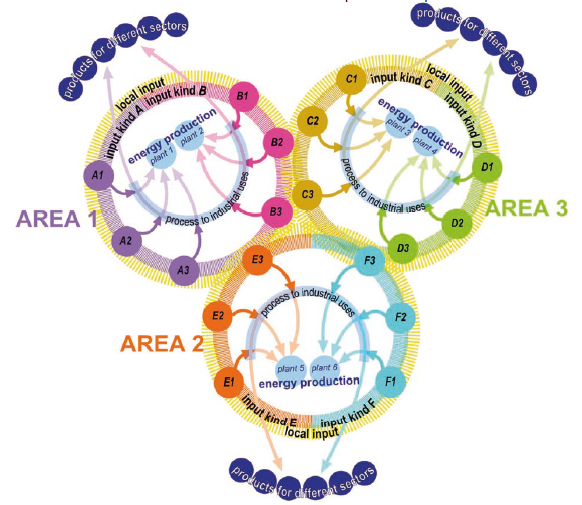 products for different sectors
local input
input kind A
input kind B
energy production
plant 1
plant 2
process to industrial uses
A1
A2
A3
B1
B2
B3
AREA 1
products for different sectors
local input
input kind C
input kind D
energy production
plant 3
plant 4
process to industrial uses
C1
C2
C3
D1
D2
D3
AREA 3
AREA 2
E3
E2
E1
F3
F2
F1
process to industrial uses
plant 5
plant 6
energy production
input kind E
input kind F
local input
products for different sectors